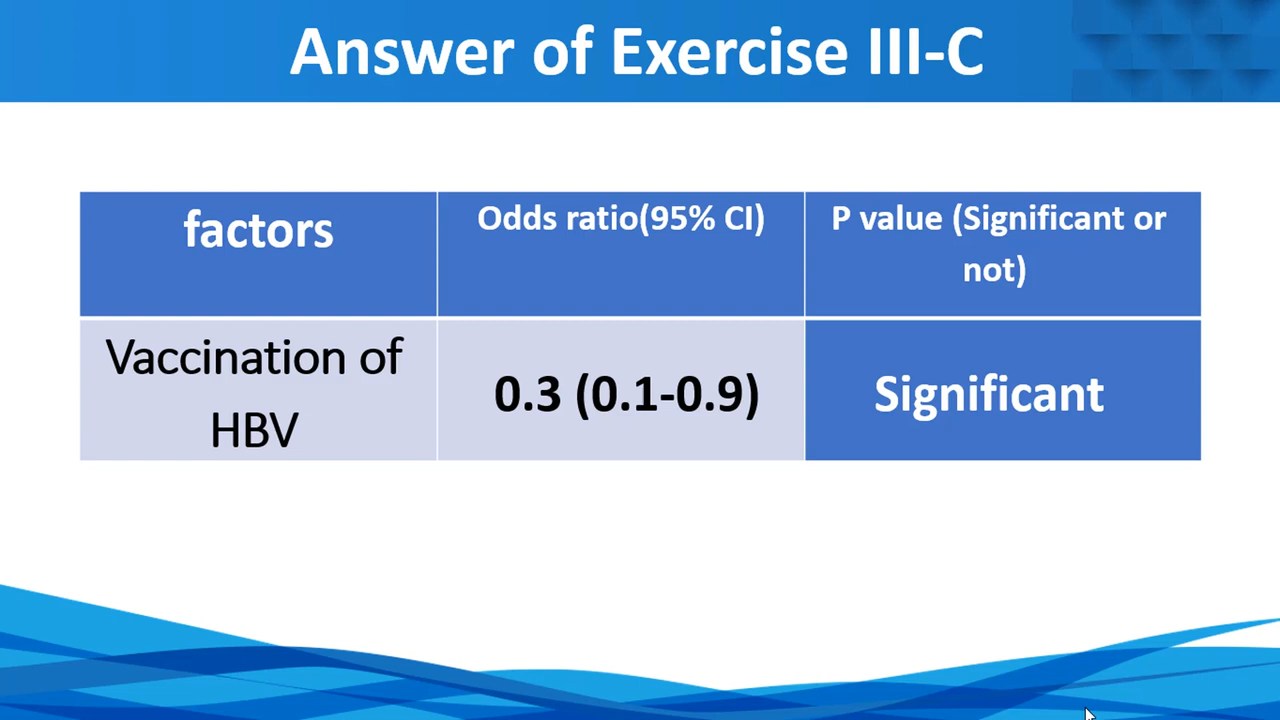 Answer of Exercise III-C
factors
Odds ratio(95% CI)
P value (Significant or
not)
Vaccination of
HBV
0.3 (0.1-0.9)
Significant